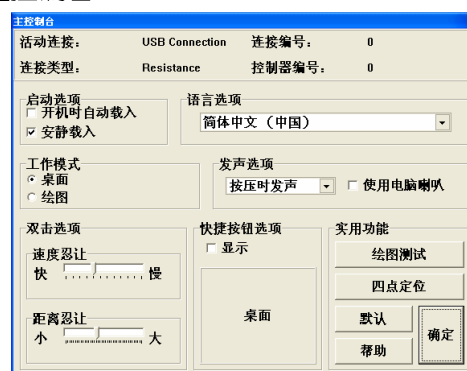 主控制台
活动连接: USB Connection 连接编号: 0
连接类型: Resistance 控制器编号: 0
启动选项 语言选项
开机时自动载入
安静载入
简体中文 (中国)
工作模式 发声选项
桌面
绘图
按压时发声 使用电脑喇叭
双击选项 快捷按钮选项 实用功能
速度忍让 显示 绘图测试
快 慢
四点定位
距离忍让 桌面 默认 确定
小 大
帮助